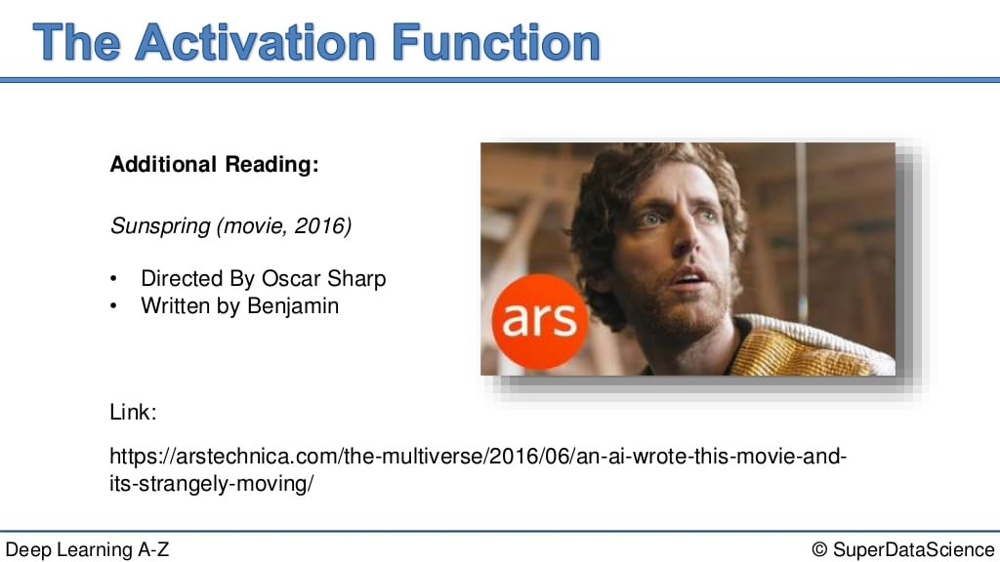 The Activation Function
Additional Reading:
Sunspring (movie, 2016)
• Directed By Oscar Sharp
• Written by Benjamin
ars
Link:
https://arstechnica.com/the-multiverse/2016/06/an-ai-wrote-this-movie-and-
its-strangely-moving/
Deep Learning A-Z
© SuperDataScience